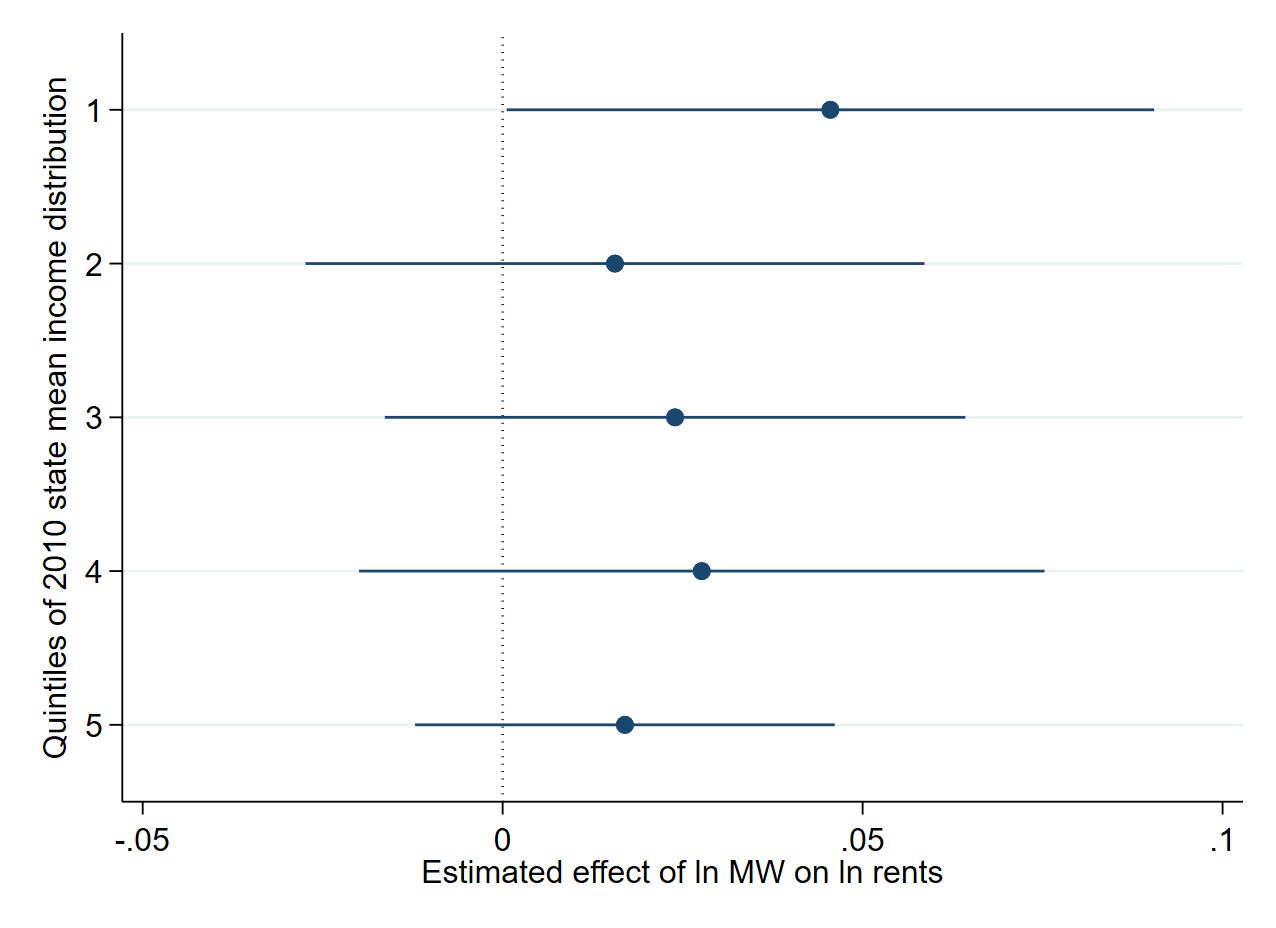 Quintiles of 2010 state mean income distribution
1
2
3
4
5
-.05 0 .05 .1
Estimated effect of ln MW on ln rents